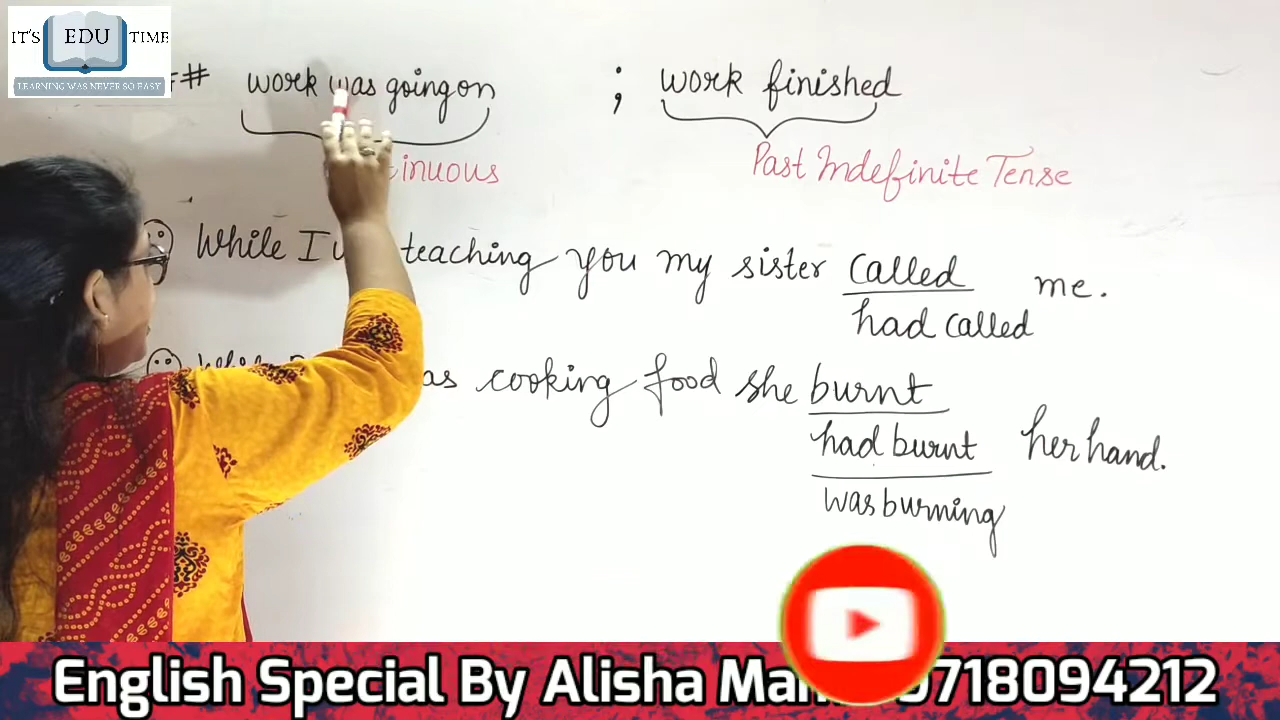 IT'S EDU TIME
LEARNING WAS NEVER SO EASY
# work was going on ; work finished
Past Indefinite Tense
While I teaching you my sister called me.
had called
cooking food she burnt
had burnt her hand.
was burning
English Special By Alisha 9718094212